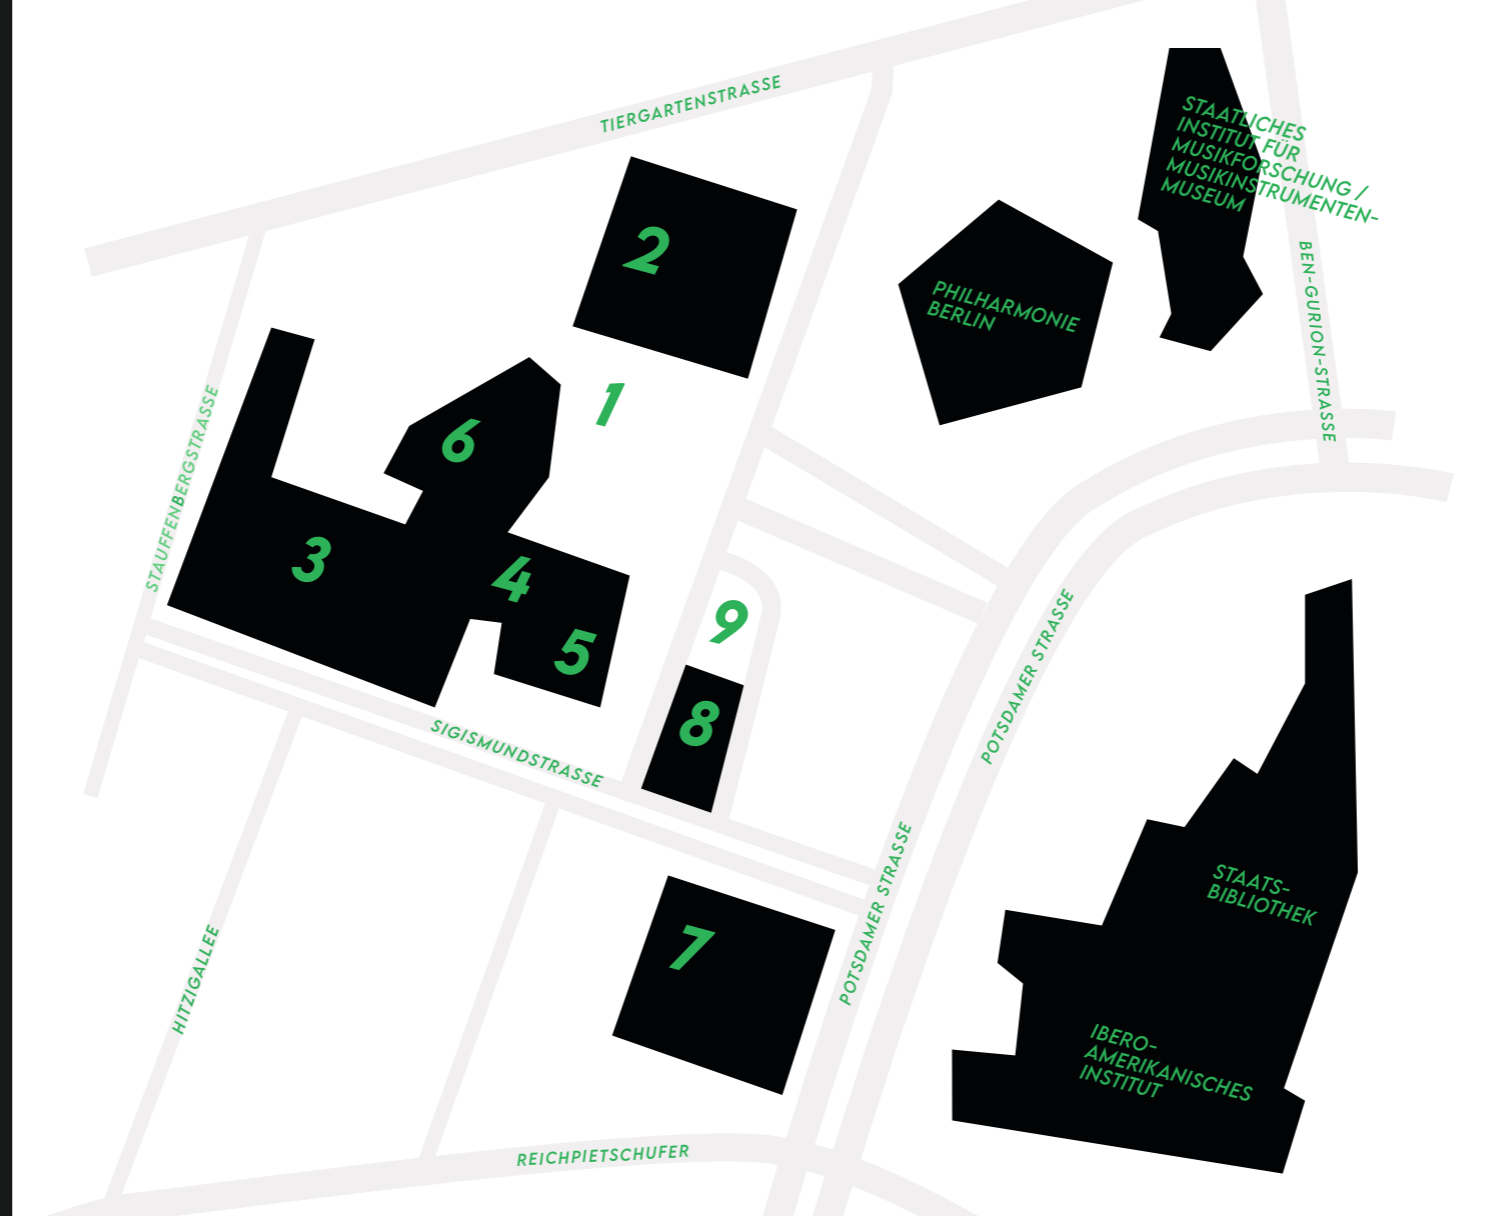 TIERGARTENSTRASSE
STAATLICHES
INSTITUT FÜR
MUSIKFORSCHUNG /
MUSIKINSTRUMENTEN-
MUSEUM
2
PHILHARMONIE
BERLIN
BEN-GURION-STRASSE
1
6
STAUFFENBERGSTRASSE
3
4
5
9
8
POTSDAMER STRASSE
SIGISMUNDSTRASSE
POTSDAMER STRASSE
STAATS-
BIBLIOTHEK
7
HITZIGALLEE
IBERO-
AMERIKANISCHES
INSTITUT
REICHPIETSCHUFER